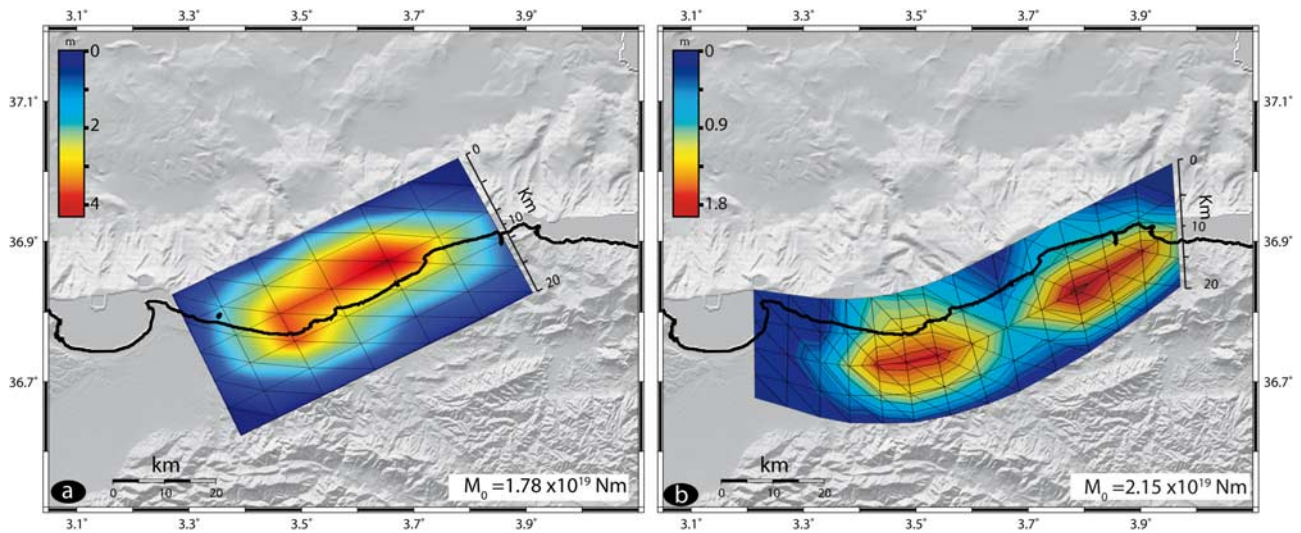 3.1° 3.3° 3.5° 3.7° 3.9° 3.1° 3.3° 3.5° 3.7° 3.9°
m 0 m 0
37.1° 37.1°
2 0.9
0 0
4 1.8
Km 10 Km 10
36.9° 36.9°
20 20
36.7° 36.7°
km km
a 0 10 20 M₀ =1.78 x10¹⁹ Nm b 0 10 20 M₀ =2.15 x10¹⁹ Nm
3.1° 3.3° 3.5° 3.7° 3.9° 3.1° 3.3° 3.5° 3.7° 3.9°